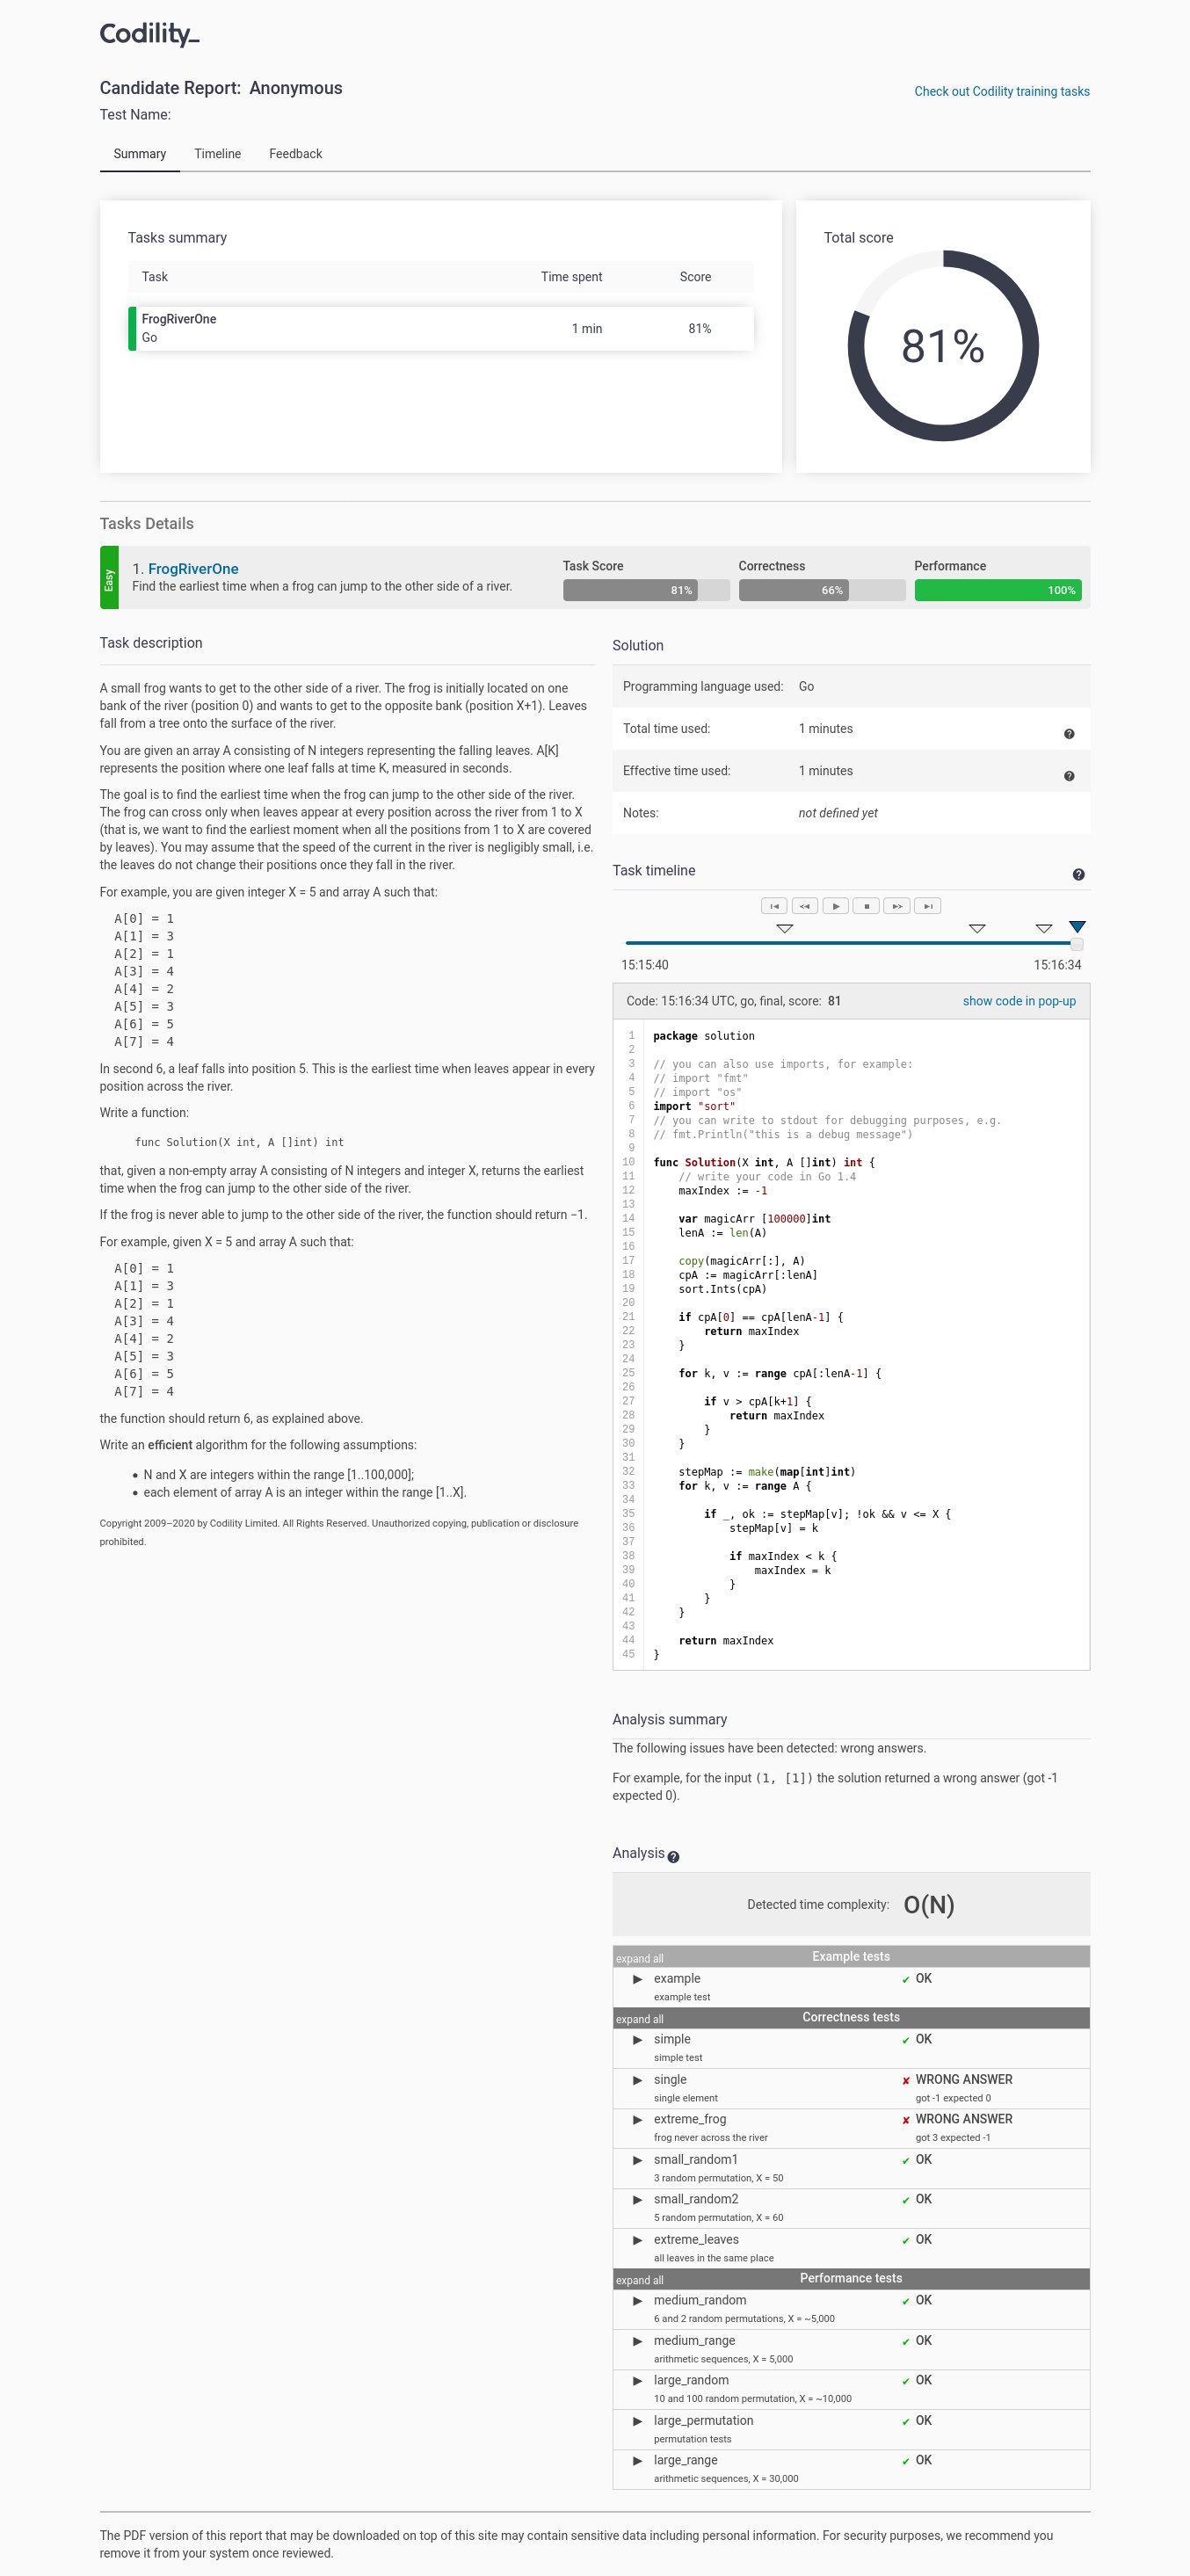 Codility_
Candidate Report: Anonymous
Check out Codility training tasks
Test Name:
Summary Timeline Feedback
Tasks summary
Task Time spent Score
FrogRiverOne
Go
1 min 81%
Total score
81%
Tasks Details
Easy
1. FrogRiverOne
Find the earliest time when a frog can jump to the other side of a river.
Task Score Correctness Performance
81% 66% 100%
Task description
A small frog wants to get to the other side of a river. The frog is initially located on one
bank of the river (position 0) and wants to get to the opposite bank (position X+1). Leaves
fall from a tree onto the surface of the river.
You are given an array A consisting of N integers representing the falling leaves. A[K]
represents the position where one leaf falls at time K, measured in seconds.
The goal is to find the earliest time when the frog can jump to the other side of the river.
The frog can cross only when leaves appear at every position across the river from 1 to X
(that is, we want to find the earliest moment when all the positions from 1 to X are covered
by leaves). You may assume that the speed of the current in the river is negligibly small, i.e.
the leaves do not change their positions once they fall in the river.
For example, you are given integer X = 5 and array A such that:
A[0] = 1
A[1] = 3
A[2] = 1
A[3] = 4
A[4] = 2
A[5] = 3
A[6] = 5
A[7] = 4
In second 6, a leaf falls into position 5. This is the earliest time when leaves appear in every
position across the river.
Write a function:
func Solution(X int, A []int) int
that, given a non-empty array A consisting of N integers and integer X, returns the earliest
time when the frog can jump to the other side of the river.
If the frog is never able to jump to the other side of the river, the function should return −1.
For example, given X = 5 and array A such that:
A[0] = 1
A[1] = 3
A[2] = 1
A[3] = 4
A[4] = 2
A[5] = 3
A[6] = 5
A[7] = 4
the function should return 6, as explained above.
Write an efficient algorithm for the following assumptions:
• N and X are integers within the range [1..100,000];
• each element of array A is an integer within the range [1..X].
Copyright 2009–2020 by Codility Limited. All Rights Reserved. Unauthorized copying, publication or disclosure
prohibited.
Solution
Programming language used: Go
Total time used: 1 minutes ?
Effective time used: 1 minutes ?
Notes: not defined yet
Task timeline ?
15:15:40 15:16:34
Code: 15:16:34 UTC, go, final, score: 81 show code in pop-up
1 package solution
2
3 // you can also use imports, for example:
4 // import "fmt"
5 // import "os"
6 import "sort"
7 // you can write to stdout for debugging purposes, e.g.
8 // fmt.Println("this is a debug message")
9
10 func Solution(X int, A []int) int {
11 // write your code in Go 1.4
12 maxIndex := -1
13
14 var magicArr [100000]int
15 lenA := len(A)
16
17 copy(magicArr[:], A)
18 cpA := magicArr[:lenA]
19 sort.Ints(cpA)
20
21 if cpA[0] == cpA[lenA-1] {
22 return maxIndex
23 }
24
25 for k, v := range cpA[:lenA-1] {
26
27 if v > cpA[k+1] {
28 return maxIndex
29 }
30 }
31
32 stepMap := make(map[int]int)
33 for k, v := range A {
34
35 if _, ok := stepMap[v]; !ok && v <= X {
36 stepMap[v] = k
37
38 if maxIndex < k {
39 maxIndex = k
40 }
41 }
42 }
43
44 return maxIndex
45 }
Analysis summary
The following issues have been detected: wrong answers.
For example, for the input (1, [1]) the solution returned a wrong answer (got -1
expected 0).
Analysis ?
Detected time complexity: O(N)
expand all Example tests
▶ example ✔ OK
example test
expand all Correctness tests
▶ simple ✔ OK
simple test
▶ single ✘ WRONG ANSWER
single element got -1 expected 0
▶ extreme_frog ✘ WRONG ANSWER
frog never across the river got 3 expected -1
▶ small_random1 ✔ OK
3 random permutation, X = 50
▶ small_random2 ✔ OK
5 random permutation, X = 60
▶ extreme_leaves ✔ OK
all leaves in the same place
expand all Performance tests
▶ medium_random ✔ OK
6 and 2 random permutations, X = ~5,000
▶ medium_range ✔ OK
arithmetic sequences, X = 5,000
▶ large_random ✔ OK
10 and 100 random permutation, X = ~10,000
▶ large_permutation ✔ OK
permutation tests
▶ large_range ✔ OK
arithmetic sequences, X = 30,000
The PDF version of this report that may be downloaded on top of this site may contain sensitive data including personal information. For security purposes, we recommend you
remove it from your system once reviewed.